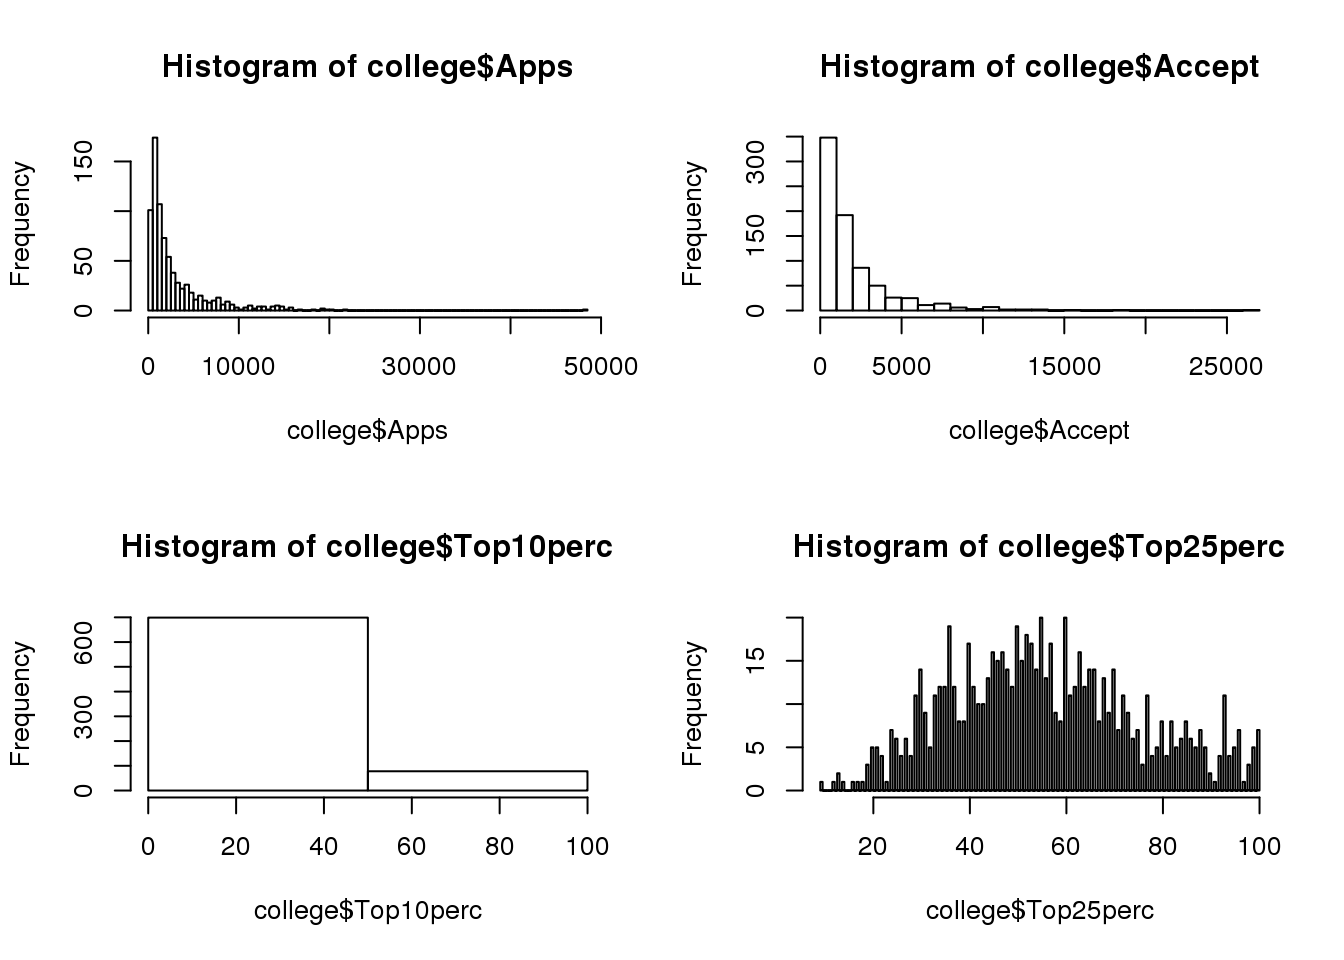 Histogram of college$Apps
Frequency
0 50 150
0 10000 30000 50000
college$Apps
Histogram of college$Accept
Frequency
0 150 300
0 5000 15000 25000
college$Accept
Histogram of college$Top10perc
Frequency
0 300 600
0 20 40 60 80 100
college$Top10perc
Histogram of college$Top25perc
Frequency
0 5 15
20 40 60 80 100
college$Top25perc